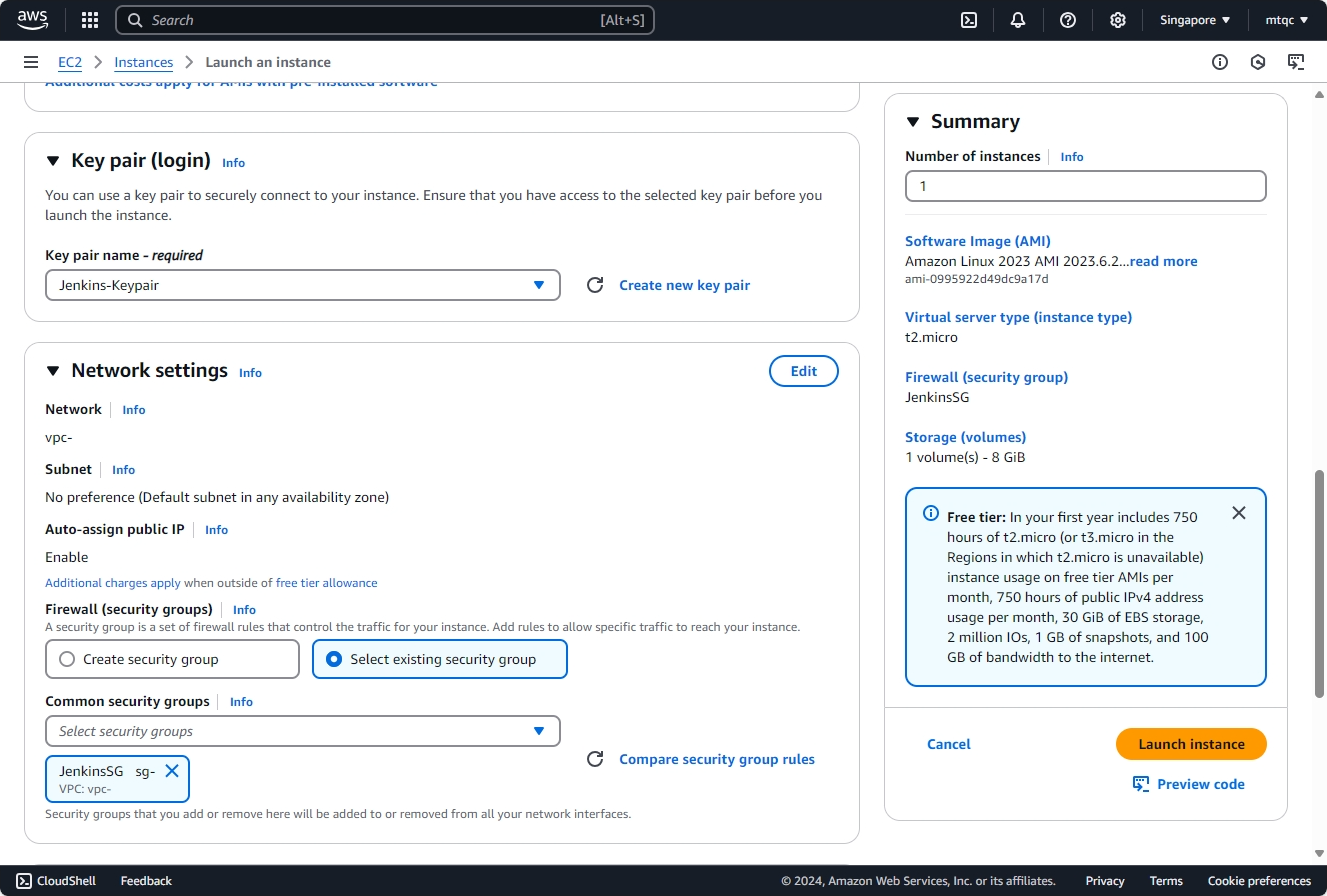 aws
Search [Alt+S]
Singapore
mtqc
EC2 > Instances > Launch an instance
Additional costs apply for AMIs with pre-installed software
Key pair (login) Info
You can use a key pair to securely connect to your instance. Ensure that you have access to the selected key pair before you
launch the instance.
Key pair name - required
Jenkins-Keypair
Create new key pair
Network settings Info
Edit
Network Info
vpc-
Subnet Info
No preference (Default subnet in any availability zone)
Auto-assign public IP Info
Enable
Additional charges apply when outside of free tier allowance
Firewall (security groups) Info
A security group is a set of firewall rules that control the traffic for your instance. Add rules to allow specific traffic to reach your instance.
Create security group
Select existing security group
Common security groups Info
Select security groups
JenkinsSG sg-
VPC: vpc-
Compare security group rules
Security groups that you add or remove here will be added to or removed from all your network interfaces.
Summary
Number of instances Info
1
Software Image (AMI)
Amazon Linux 2023 AMI 2023.6.2...read more
ami-0995922d49dc9a17d
Virtual server type (instance type)
t2.micro
Firewall (security group)
JenkinsSG
Storage (volumes)
1 volume(s) - 8 GiB
Free tier: In your first year includes 750
hours of t2.micro (or t3.micro in the
Regions in which t2.micro is unavailable)
instance usage on free tier AMIs per
month, 750 hours of public IPv4 address
usage per month, 30 GiB of EBS storage,
2 million IOs, 1 GB of snapshots, and 100
GB of bandwidth to the internet.
Cancel
Launch instance
Preview code
CloudShell
Feedback
© 2024, Amazon Web Services, Inc. or its affiliates.
Privacy
Terms
Cookie preferences